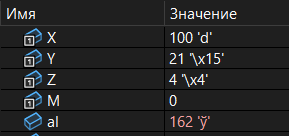 Имя Значение
X 100 'd'
Y 21 '\x15'
Z 4 '\x4'
M 0
al 162 'ў'